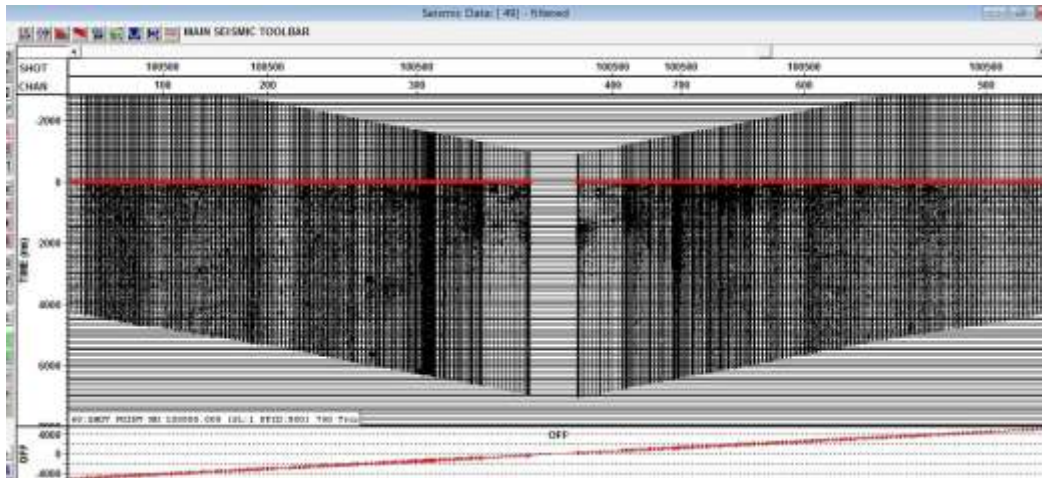 Seismic Data: [ 49] - filtered
MAIN SEISMIC TOOLBAR
SHOT 100500 100500 100500 100500 100500 100500 100500
CHAN 100 200 300 400 700 600 500
-2000
0
2000
TIME (ms)
4000
6000
OFF
4000
0
-4000
OFF